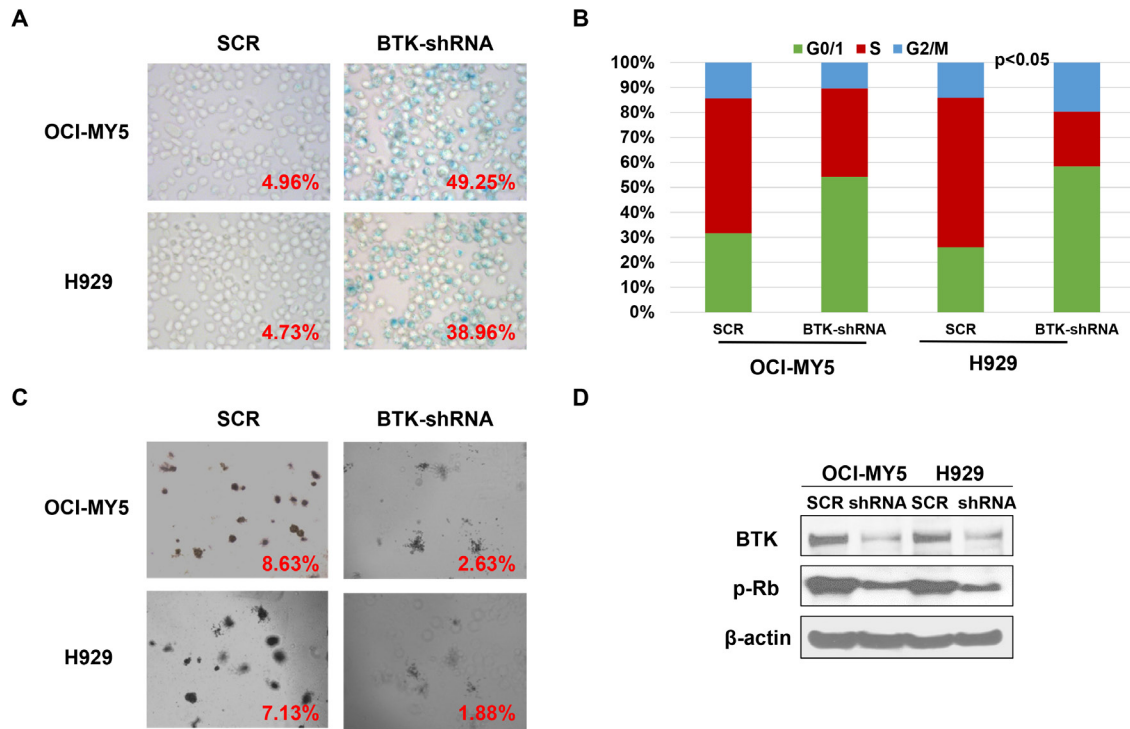 A
SCR BTK-shRNA
OCI-MY5
4.96% 49.25%
H929
4.73% 38.96%
B
G0/1 S G2/M
p<0.05
100%
90%
80%
70%
60%
50%
40%
30%
20%
10%
0%
SCR BTK-shRNA SCR BTK-shRNA
OCI-MY5 H929
C
SCR BTK-shRNA
OCI-MY5
8.63% 2.63%
H929
7.13% 1.88%
D
OCI-MY5 H929
SCR shRNA SCR shRNA
BTK
p-Rb
β-actin